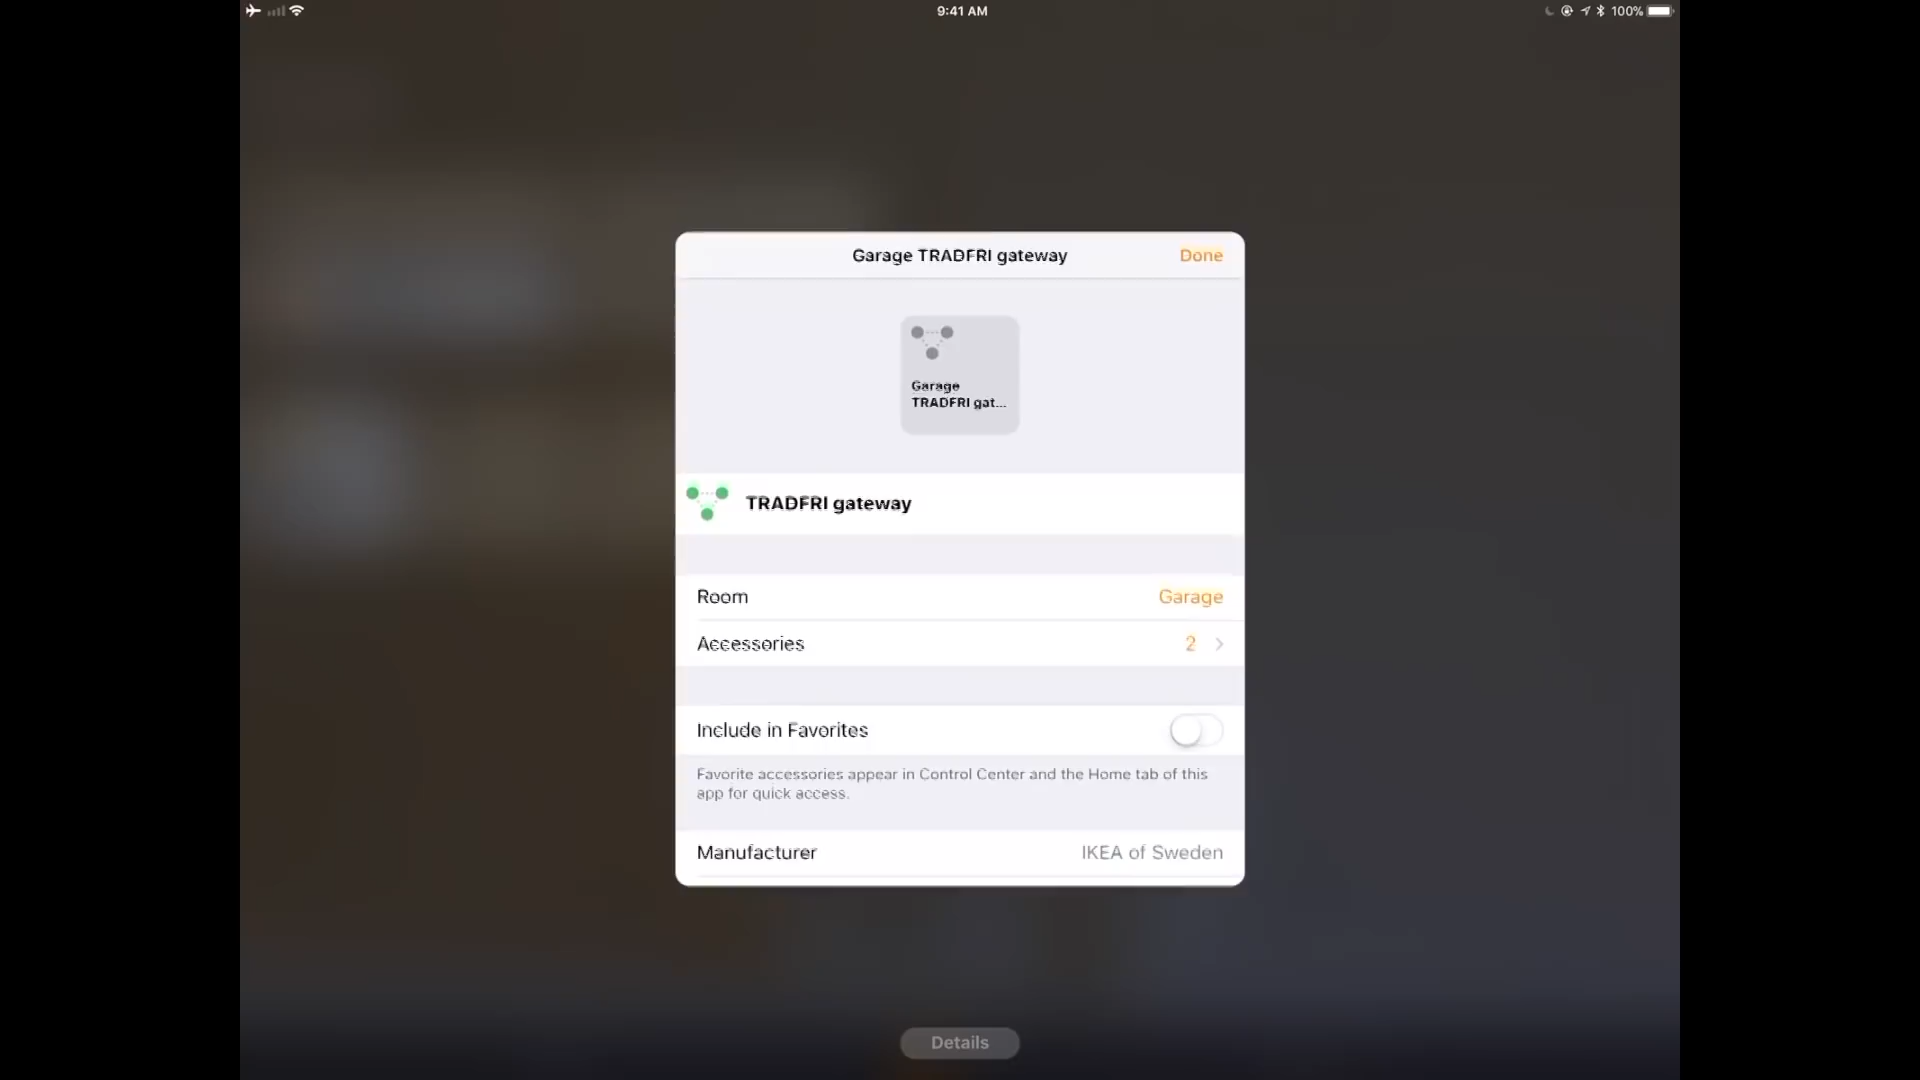 9:41 AM
100%
Garage TRADFRI gateway
Done
Garage
TRADFRI gat...
TRADFRI gateway
Room
Garage
Accessories
2
Include in Favorites
Favorite accessories appear in Control Center and the Home tab of this
app for quick access.
Manufacturer
IKEA of Sweden
Details